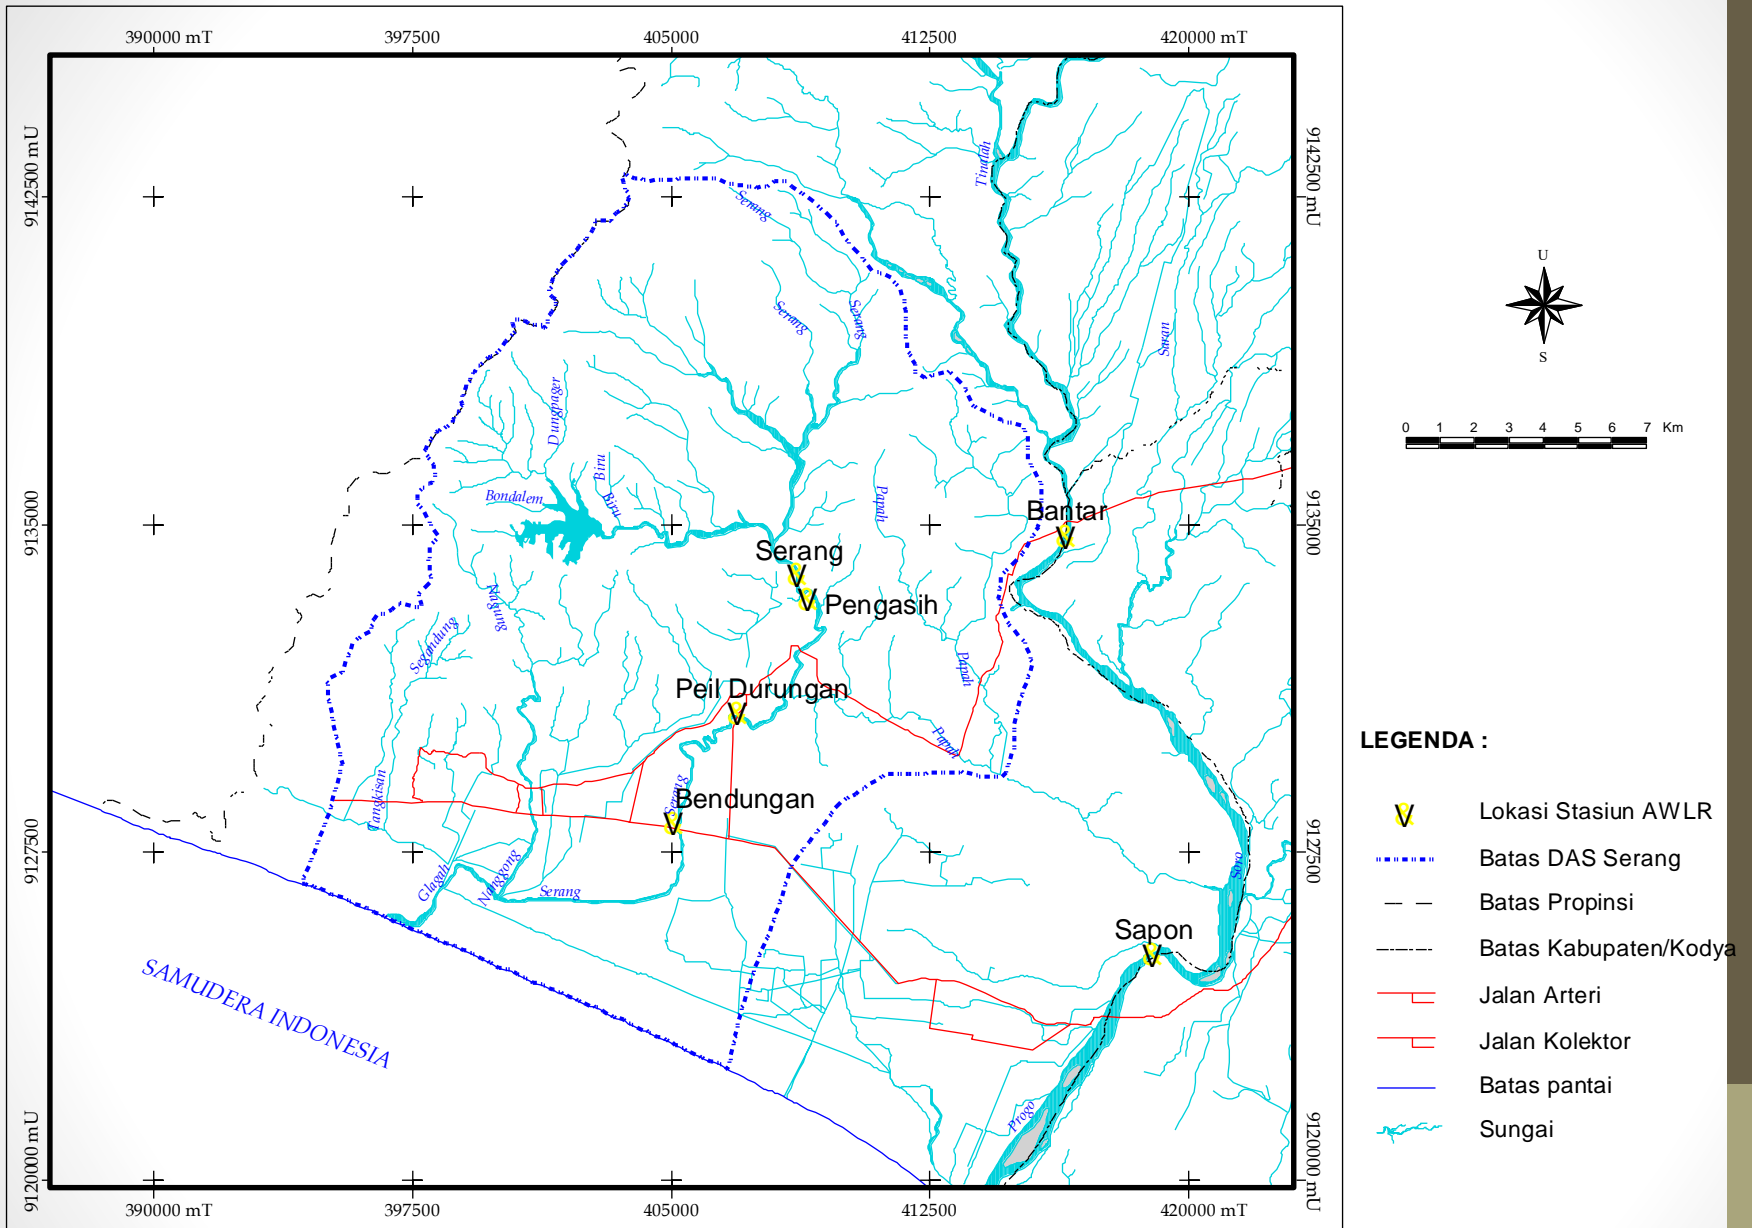 390000 mT
397500
405000
412500
420000 mT
9142500 mU
9142500 mU
Tinalah
Serang
Serang
Serang
Saran
Dungpager
Biru
Biru
Bondalem
Papah
9135000
9135000
Bantar
Serang
Pengasih
Nagung
Segandung
Papah
Peil Durungan
Papah
Tangkisan
Serang
Bendungan
9127500
9127500
Glagah
Nanggong
Serang
Soro
Sapon
SAMUDERA INDONESIA
Progo
9120000 mU
9120000 mU
390000 mT
397500
405000
412500
420000 mT
U
S
0 1 2 3 4 5 6 7 Km
LEGENDA :
Lokasi Stasiun AWLR
Batas DAS Serang
Batas Propinsi
Batas Kabupaten/Kodya
Jalan Arteri
Jalan Kolektor
Batas pantai
Sungai